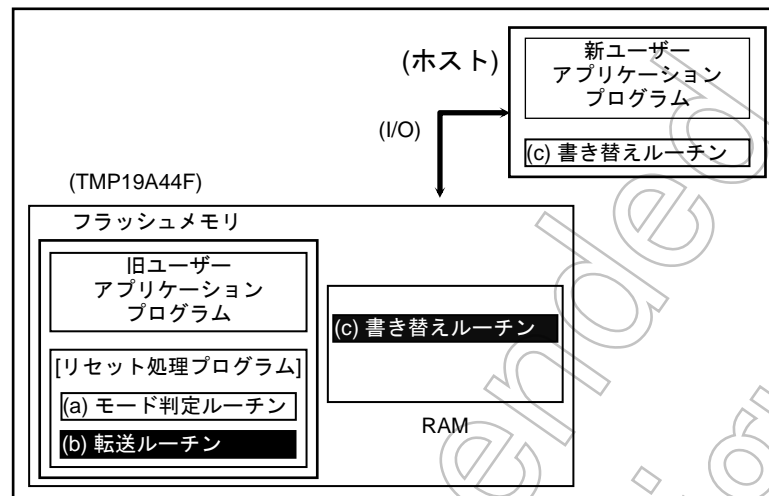 (ホスト)
新ユーザー
アプリケーション
プログラム
(I/O)
(c) 書き替えルーチン
(TMP19A44F)
フラッシュメモリ
旧ユーザー
アプリケーション
プログラム
(c) 書き替えルーチン
[リセット処理プログラム]
(a) モード判定ルーチン
(b) 転送ルーチン
RAM